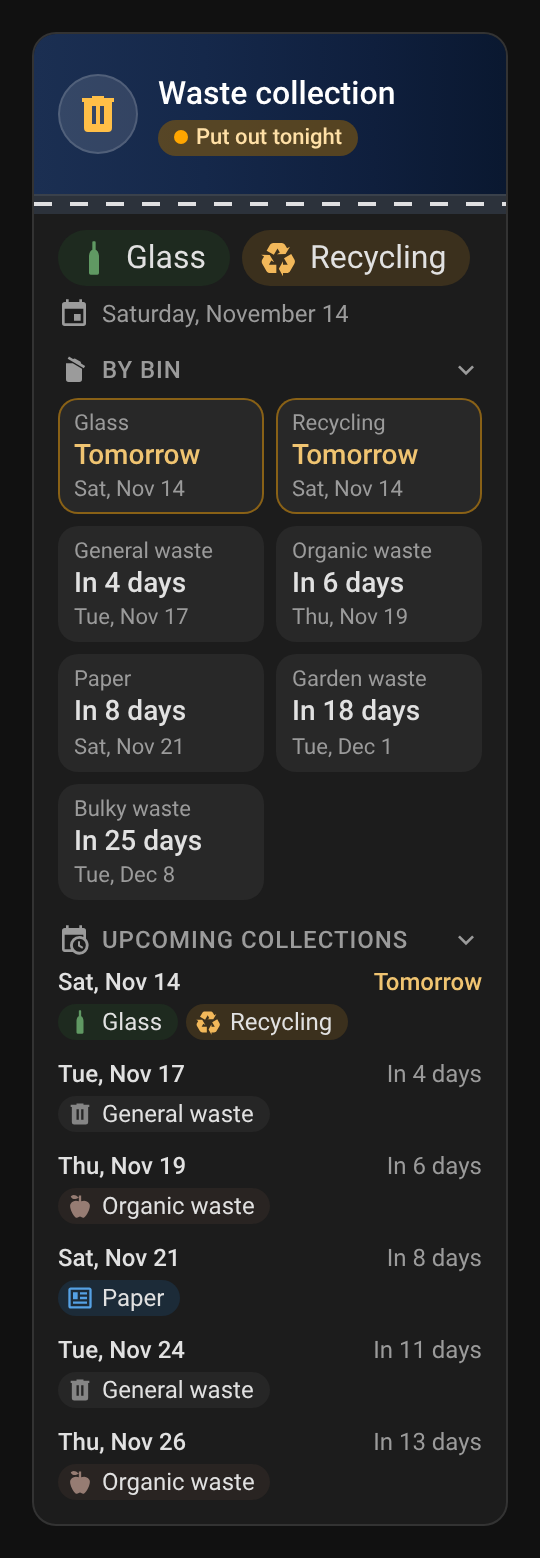 Waste collection
Put out tonight
Glass Recycling
Saturday, November 14
BY BIN
Glass
Tomorrow
Sat, Nov 14
Recycling
Tomorrow
Sat, Nov 14
General waste
In 4 days
Tue, Nov 17
Organic waste
In 6 days
Thu, Nov 19
Paper
In 8 days
Sat, Nov 21
Garden waste
In 18 days
Tue, Dec 1
Bulky waste
In 25 days
Tue, Dec 8
UPCOMING COLLECTIONS
Sat, Nov 14 Tomorrow
Glass Recycling
Tue, Nov 17 In 4 days
General waste
Thu, Nov 19 In 6 days
Organic waste
Sat, Nov 21 In 8 days
Paper
Tue, Nov 24 In 11 days
General waste
Thu, Nov 26 In 13 days
Organic waste